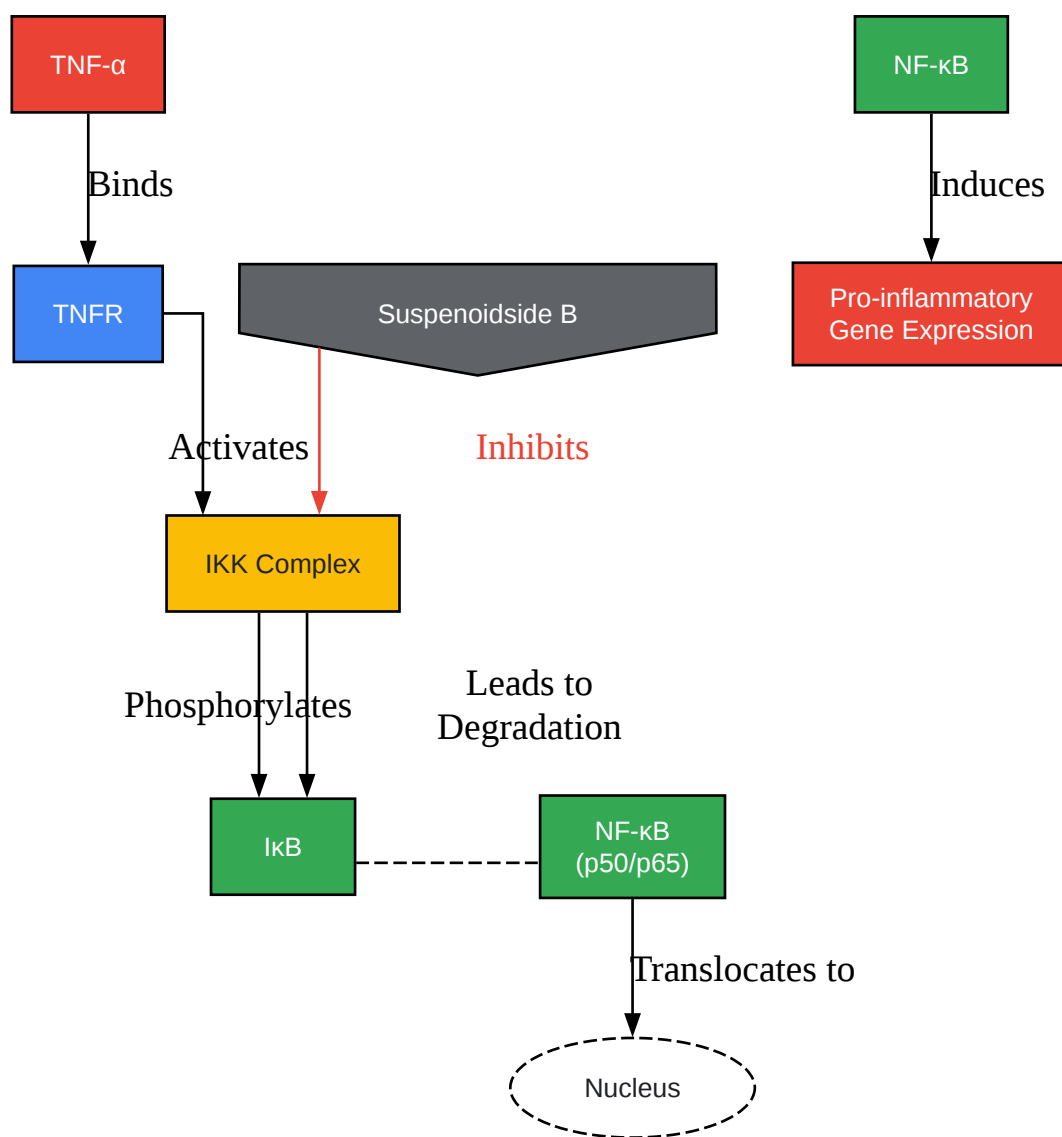 TNF-α
NF-κB
Binds
Induces
TNFR
Suspenoidside B
Pro-inflammatory
Gene Expression
Activates
Inhibits
IKK Complex
Phosphorylates
Leads to
Degradation
IκB
NF-κB
(p50/p65)
Translocates to
Nucleus